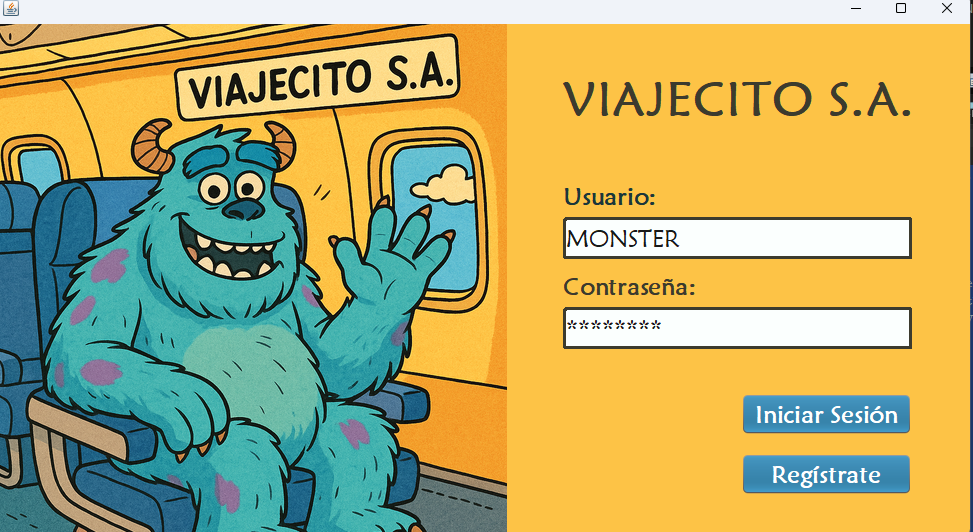 VIAJECITO S.A.
VIAJECITO S.A.
Usuario:
MONSTER
Contraseña:
********
Iniciar Sesión
Regístrate